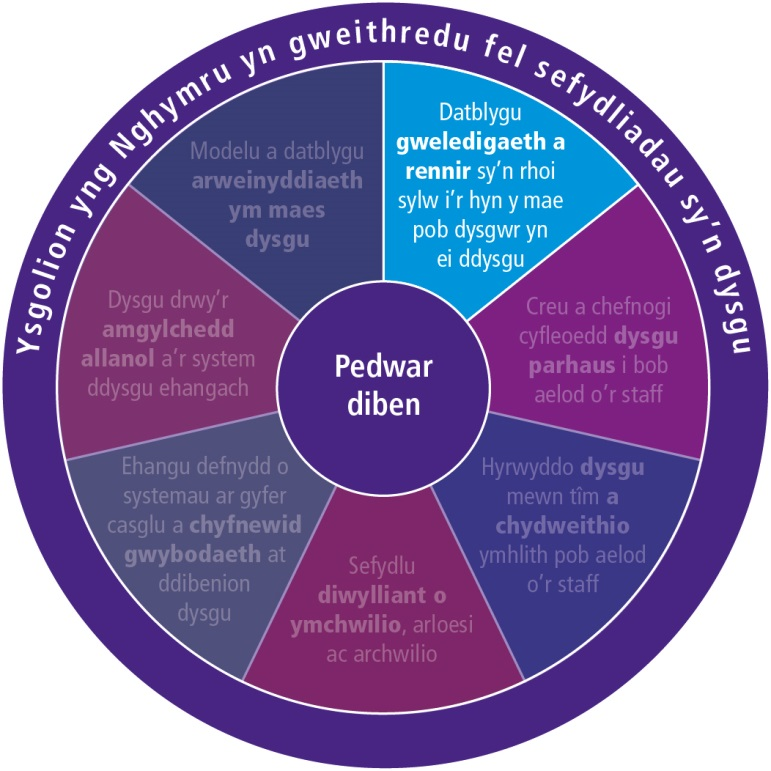 Ysgolion yng Nghymru yn gweithredu fel sefydliadau sy'n dysgu
Datblygu
gweledigaeth a
rennir sy'n rhoi
sylw i'r hyn y mae
pob dysgwr yn
ei ddysgu
Creu a chefnogi
cyfleoedd dysgu
parhaus i bob
aelod o'r staff
Hyrwyddo dysgu
mewn tîm a
chydweithio
ymhlith pob aelod
o'r staff
Sefydlu
diwylliant o
ymchwilio, arloesi
ac archwilio
Ehangu defnydd o
systemau ar gyfer
casglu a chyfnewid
gwybodaeth at
ddibenion
dysgu
Dysgu drwy'r
amgylchedd
allanol a'r system
ddysgu ehangach
Modelu a datblygu
arweinyddiaeth
ym maes
dysgu
Pedwar
diben